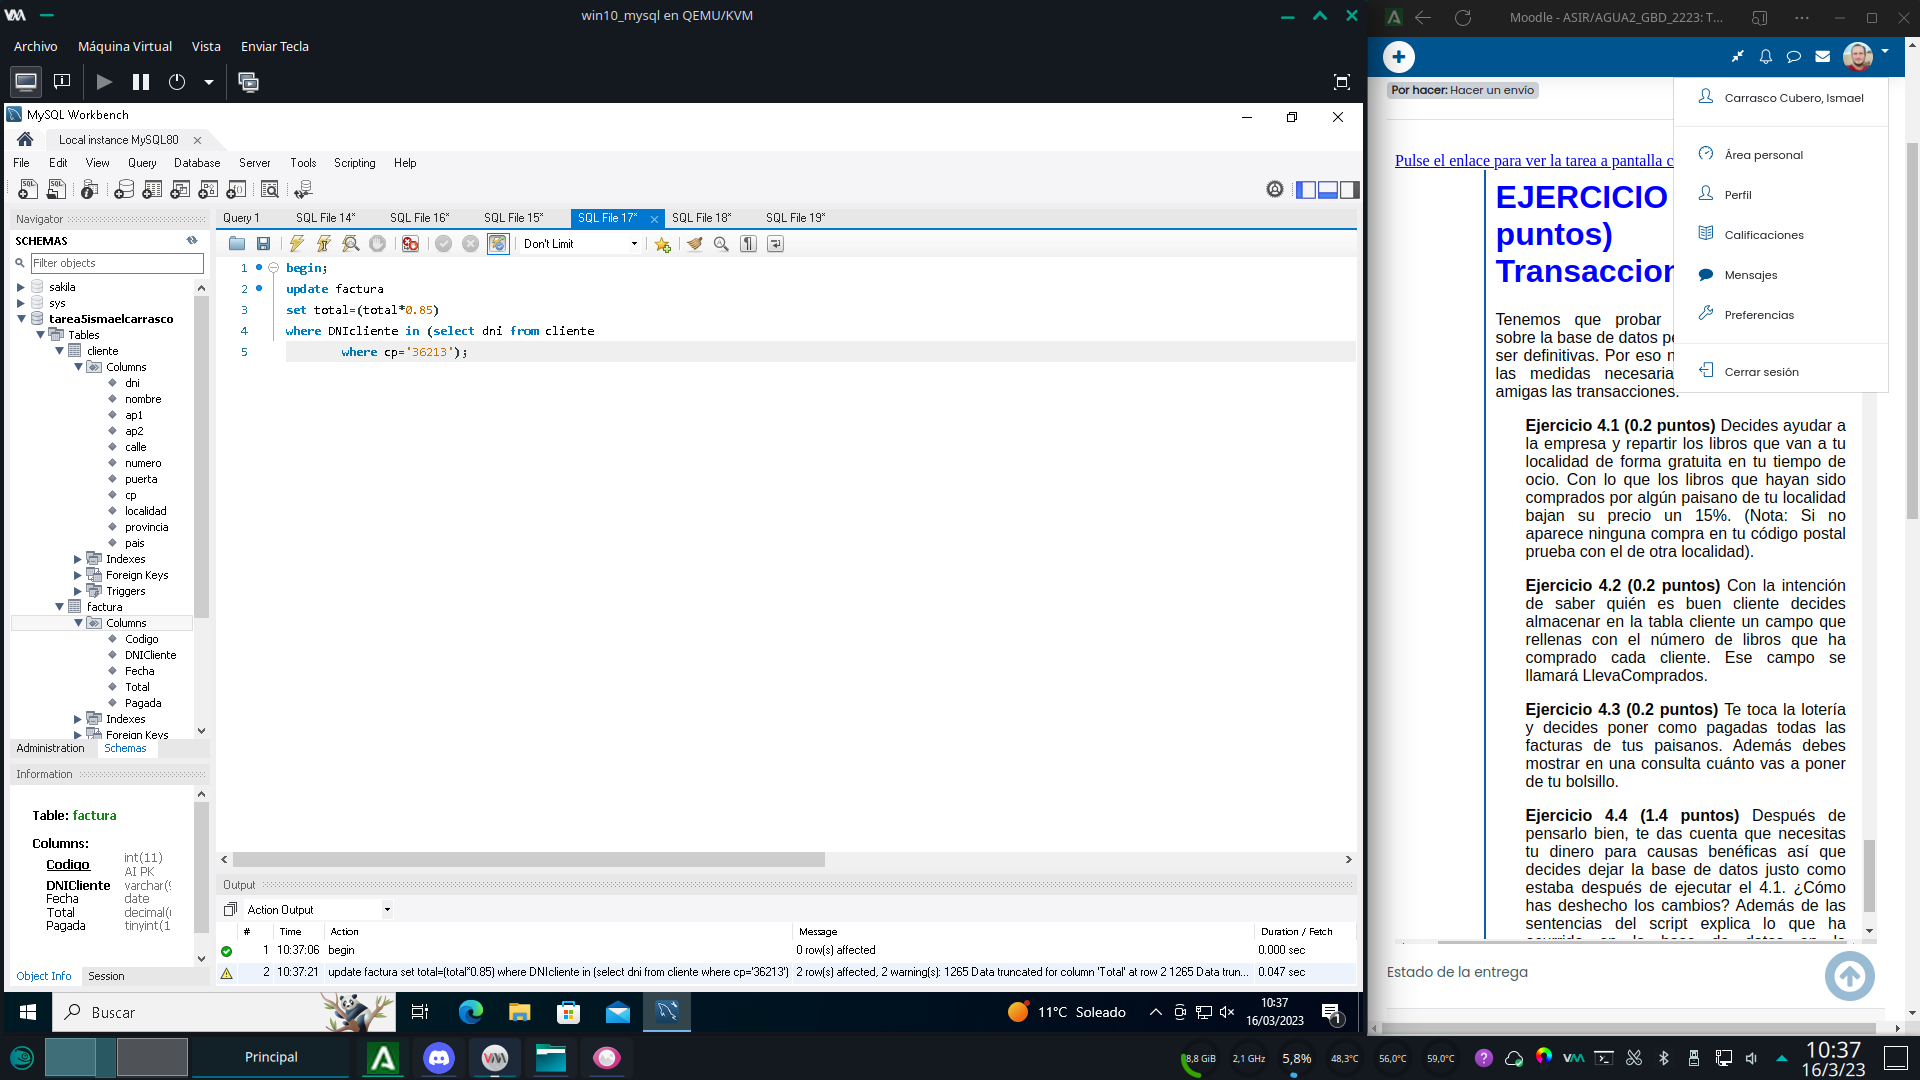 win10_mysql en QEMU/KVM
Archivo
Máquina Virtual
Vista
Enviar Tecla
MySQL Workbench
Local instance MySQL80
File
Edit
View
Query
Database
Server
Tools
Scripting
Help
Navigator
SCHEMAS
Filter objects
sakila
sys
tarea5ismaelcarrasco
Tables
cliente
Columns
dni
nombre
ap1
ap2
calle
numero
puerta
cp
localidad
provincia
pais
Indexes
Foreign Keys
Triggers
factura
Columns
Codigo
DNICliente
Fecha
Total
Pagada
Indexes
Foreign Keys
Administration
Schemas
Information
Table: factura
Columns:
Codigo int(11)
AI PK
DNICliente varchar(9
Fecha date
Total decimal(
Pagada tinyint(1
Object Info
Session
Query 1
SQL File 14*
SQL File 16*
SQL File 15*
SQL File 17*
SQL File 18*
SQL File 19*
Don't Limit
1 begin;
2 update factura
3 set total=(total*0.85)
4 where DNIcliente in (select dni from cliente
5 where cp='36213');
Output
Action Output
# Time Action Message Duration / Fetch
1 10:37:06 begin 0 row(s) affected 0.000 sec
2 10:37:21 update factura set total=(total*0.85) where DNIcliente in (select dni from cliente where cp='36213') 2 row(s) affected, 2 warning(s): 1265 Data truncated for column 'Total' at row 2 1265 Data trun... 0.047 sec
Buscar
11°C Soleado
10:37
16/03/2023
1
Moodle - ASIR/AGUA2_GBD_2223: T...
Por hacer: Hacer un envío
Carrasco Cubero, Ismael
Área personal
Perfil
Calificaciones
Mensajes
Preferencias
Cerrar sesión
Pulse el enlace para ver la tarea a pantalla c
EJERCICIO
puntos)
Transaccion
Tenemos que probar
sobre la base de datos pe
ser definitivas. Por eso n
las medidas necesaria
amigas las transacciones.
Ejercicio 4.1 (0.2 puntos) Decides ayudar a
la empresa y repartir los libros que van a tu
localidad de forma gratuita en tu tiempo de
ocio. Con lo que los libros que hayan sido
comprados por algún paisano de tu localidad
bajan su precio un 15%. (Nota: Si no
aparece ninguna compra en tu código postal
prueba con el de otra localidad).
Ejercicio 4.2 (0.2 puntos) Con la intención
de saber quién es buen cliente decides
almacenar en la tabla cliente un campo que
rellenas con el número de libros que ha
comprado cada cliente. Ese campo se
llamará LlevaComprados.
Ejercicio 4.3 (0.2 puntos) Te toca la lotería
y decides poner como pagadas todas las
facturas de tus paisanos. Además debes
mostrar en una consulta cuánto vas a poner
de tu bolsillo.
Ejercicio 4.4 (1.4 puntos) Después de
pensarlo bien, te das cuenta que necesitas
tu dinero para causas benéficas así que
decides dejar la base de datos justo como
estaba después de ejecutar el 4.1. ¿Cómo
has deshecho los cambios? Además de las
sentencias del script explica lo que ha
Estado de la entrega
Principal
8,8 GiB
2,1 GHz
5,8%
48,3°C
56,0°C
59,0°C
10:37
16/3/23